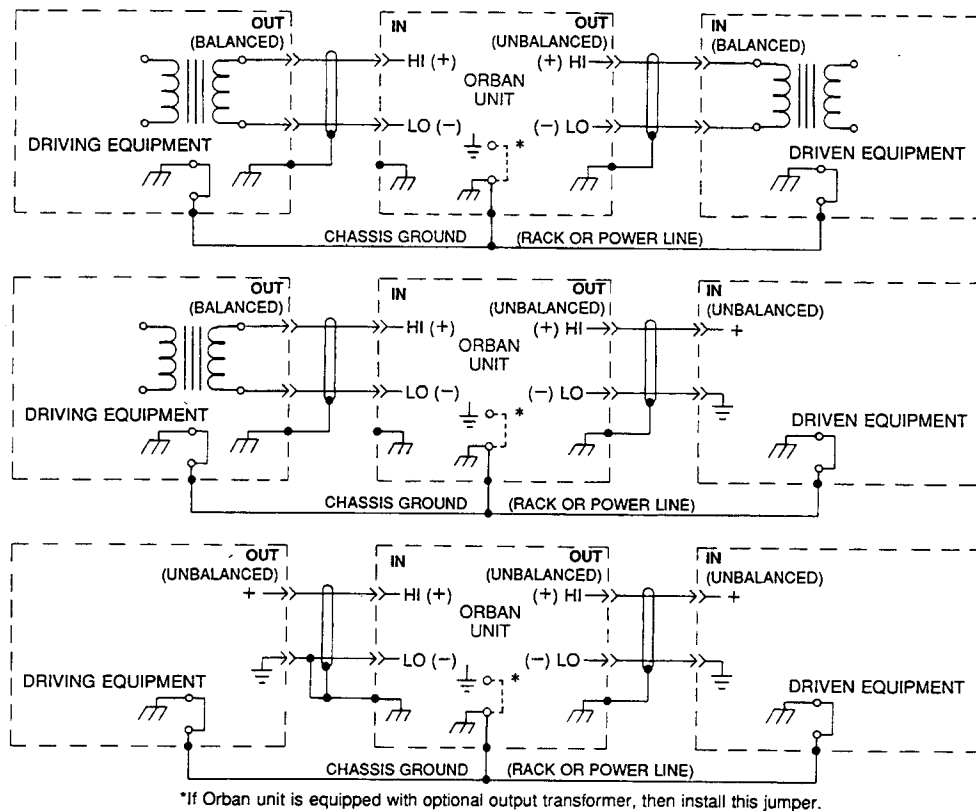 OUT
(BALANCED)
IN
OUT
(UNBALANCED)
IN
(BALANCED)
HI (+)
(+) HI
ORBAN
UNIT
LO (−)
(−) LO
*
DRIVING EQUIPMENT
DRIVEN EQUIPMENT
CHASSIS GROUND
(RACK OR POWER LINE)
OUT
(BALANCED)
IN
OUT
(UNBALANCED)
IN
(UNBALANCED)
HI (+)
(+) HI
+
ORBAN
UNIT
LO (−)
(−) LO
*
DRIVING EQUIPMENT
DRIVEN EQUIPMENT
CHASSIS GROUND
(RACK OR POWER LINE)
OUT
(UNBALANCED)
IN
OUT
(UNBALANCED)
IN
(UNBALANCED)
+
HI (+)
(+) HI
+
ORBAN
UNIT
LO (−)
(−) LO
*
DRIVING EQUIPMENT
DRIVEN EQUIPMENT
CHASSIS GROUND
(RACK OR POWER LINE)
*If Orban unit is equipped with optional output transformer, then install this jumper.